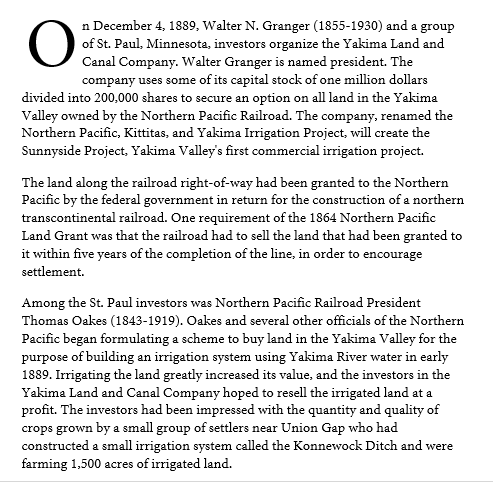 On December 4, 1889, Walter N. Granger (1855-1930) and a group
of St. Paul, Minnesota, investors organize the Yakima Land and
Canal Company. Walter Granger is named president. The
company uses some of its capital stock of one million dollars
divided into 200,000 shares to secure an option on all land in the Yakima
Valley owned by the Northern Pacific Railroad. The company, renamed the
Northern Pacific, Kittitas, and Yakima Irrigation Project, will create the
Sunnyside Project, Yakima Valley's first commercial irrigation project.

The land along the railroad right-of-way had been granted to the Northern
Pacific by the federal government in return for the construction of a northern
transcontinental railroad. One requirement of the 1864 Northern Pacific
Land Grant was that the railroad had to sell the land that had been granted to
it within five years of the completion of the line, in order to encourage
settlement.

Among the St. Paul investors was Northern Pacific Railroad President
Thomas Oakes (1843-1919). Oakes and several other officials of the Northern
Pacific began formulating a scheme to buy land in the Yakima Valley for the
purpose of building an irrigation system using Yakima River water in early
1889. Irrigating the land greatly increased its value, and the investors in the
Yakima Land and Canal Company hoped to resell the irrigated land at a
profit. The investors had been impressed with the quantity and quality of
crops grown by a small group of settlers near Union Gap who had
constructed a small irrigation system called the Konnewock Ditch and were
farming 1,500 acres of irrigated land.